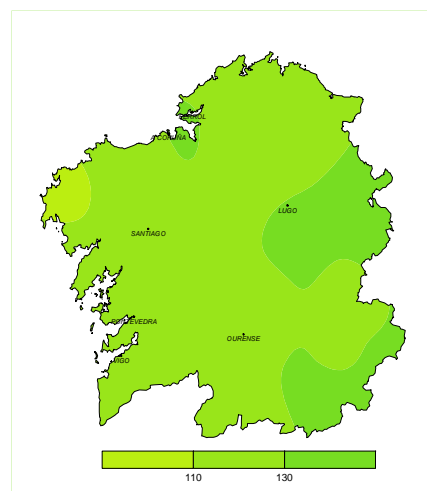 FERROL
A CORUÑA
LUGO
SANTIAGO
PONTEVEDRA
OURENSE
VIGO
110 130